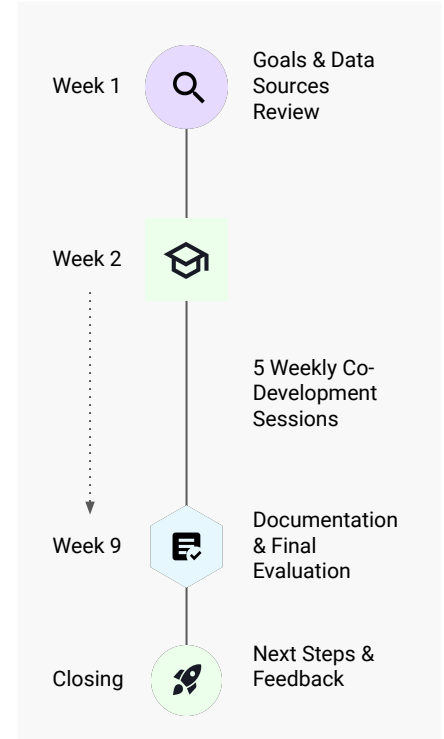 Week 1
Goals & Data
Sources
Review
Week 2
5 Weekly Co-
Development
Sessions
Week 9
Documentation
& Final
Evaluation
Closing
Next Steps &
Feedback